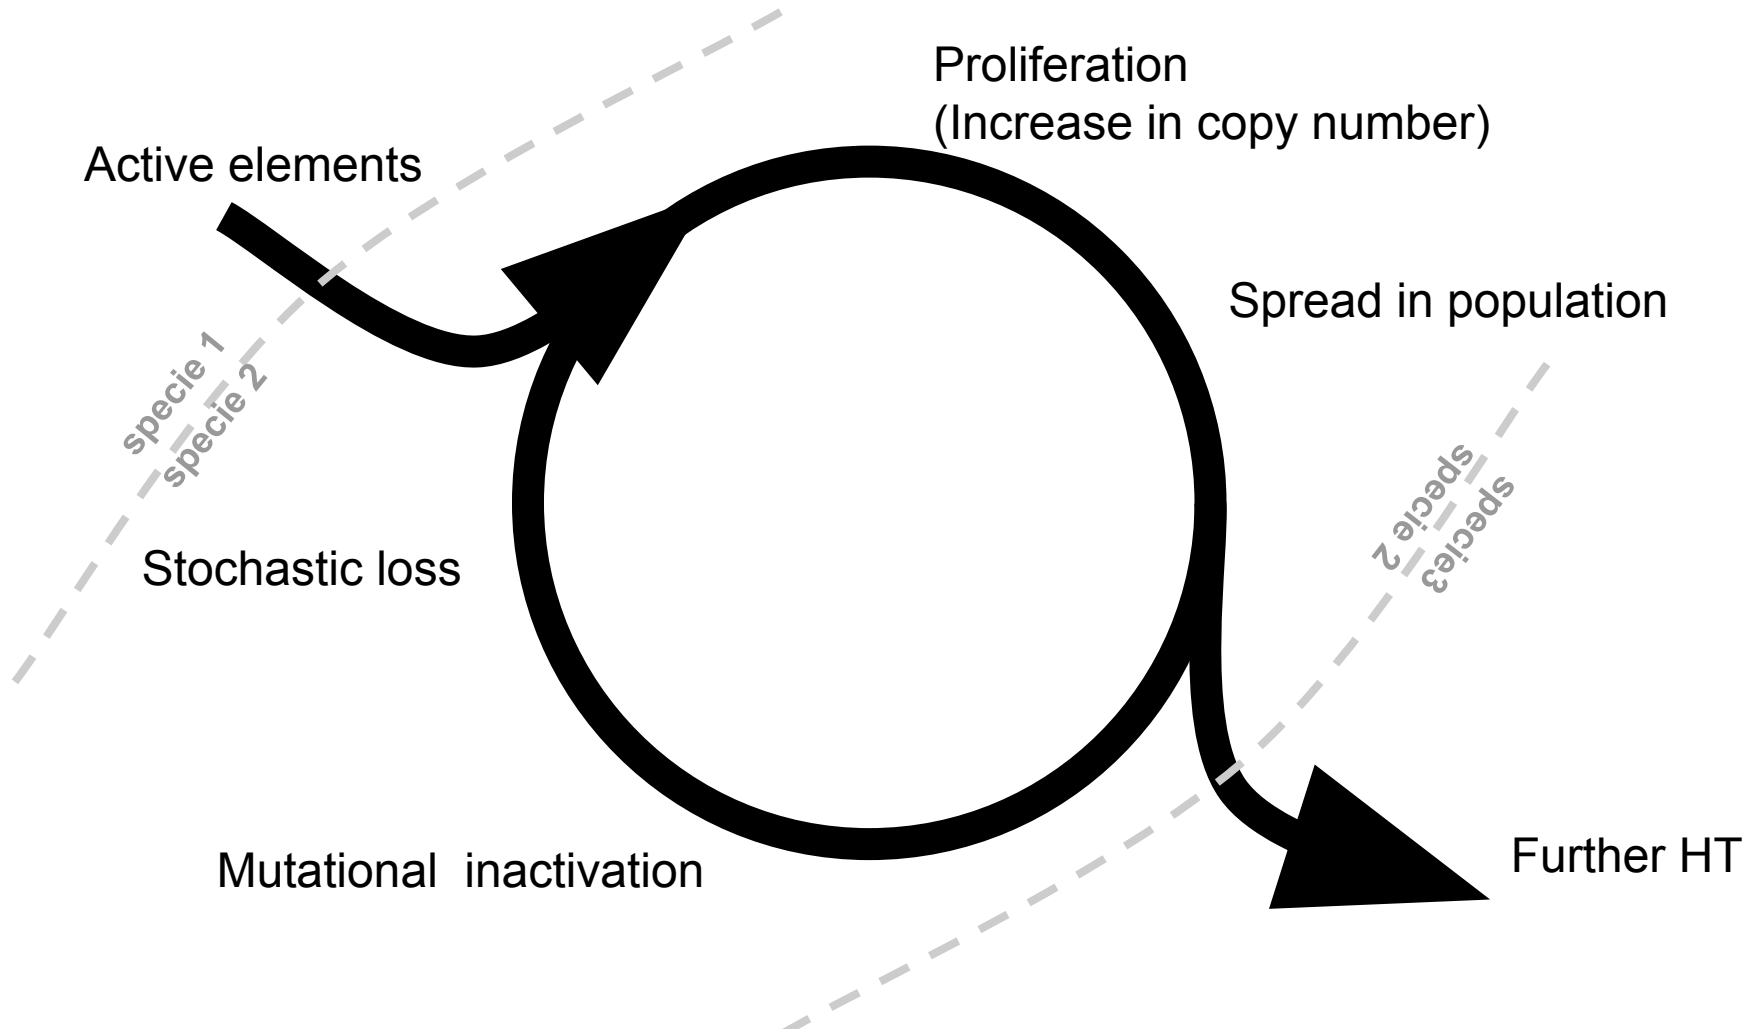 Proliferation
(Increase in copy number)
Active elements
Spread in population
specie 1
specie 2
specie 2
specie3
Stochastic loss
Mutational inactivation
Further HT